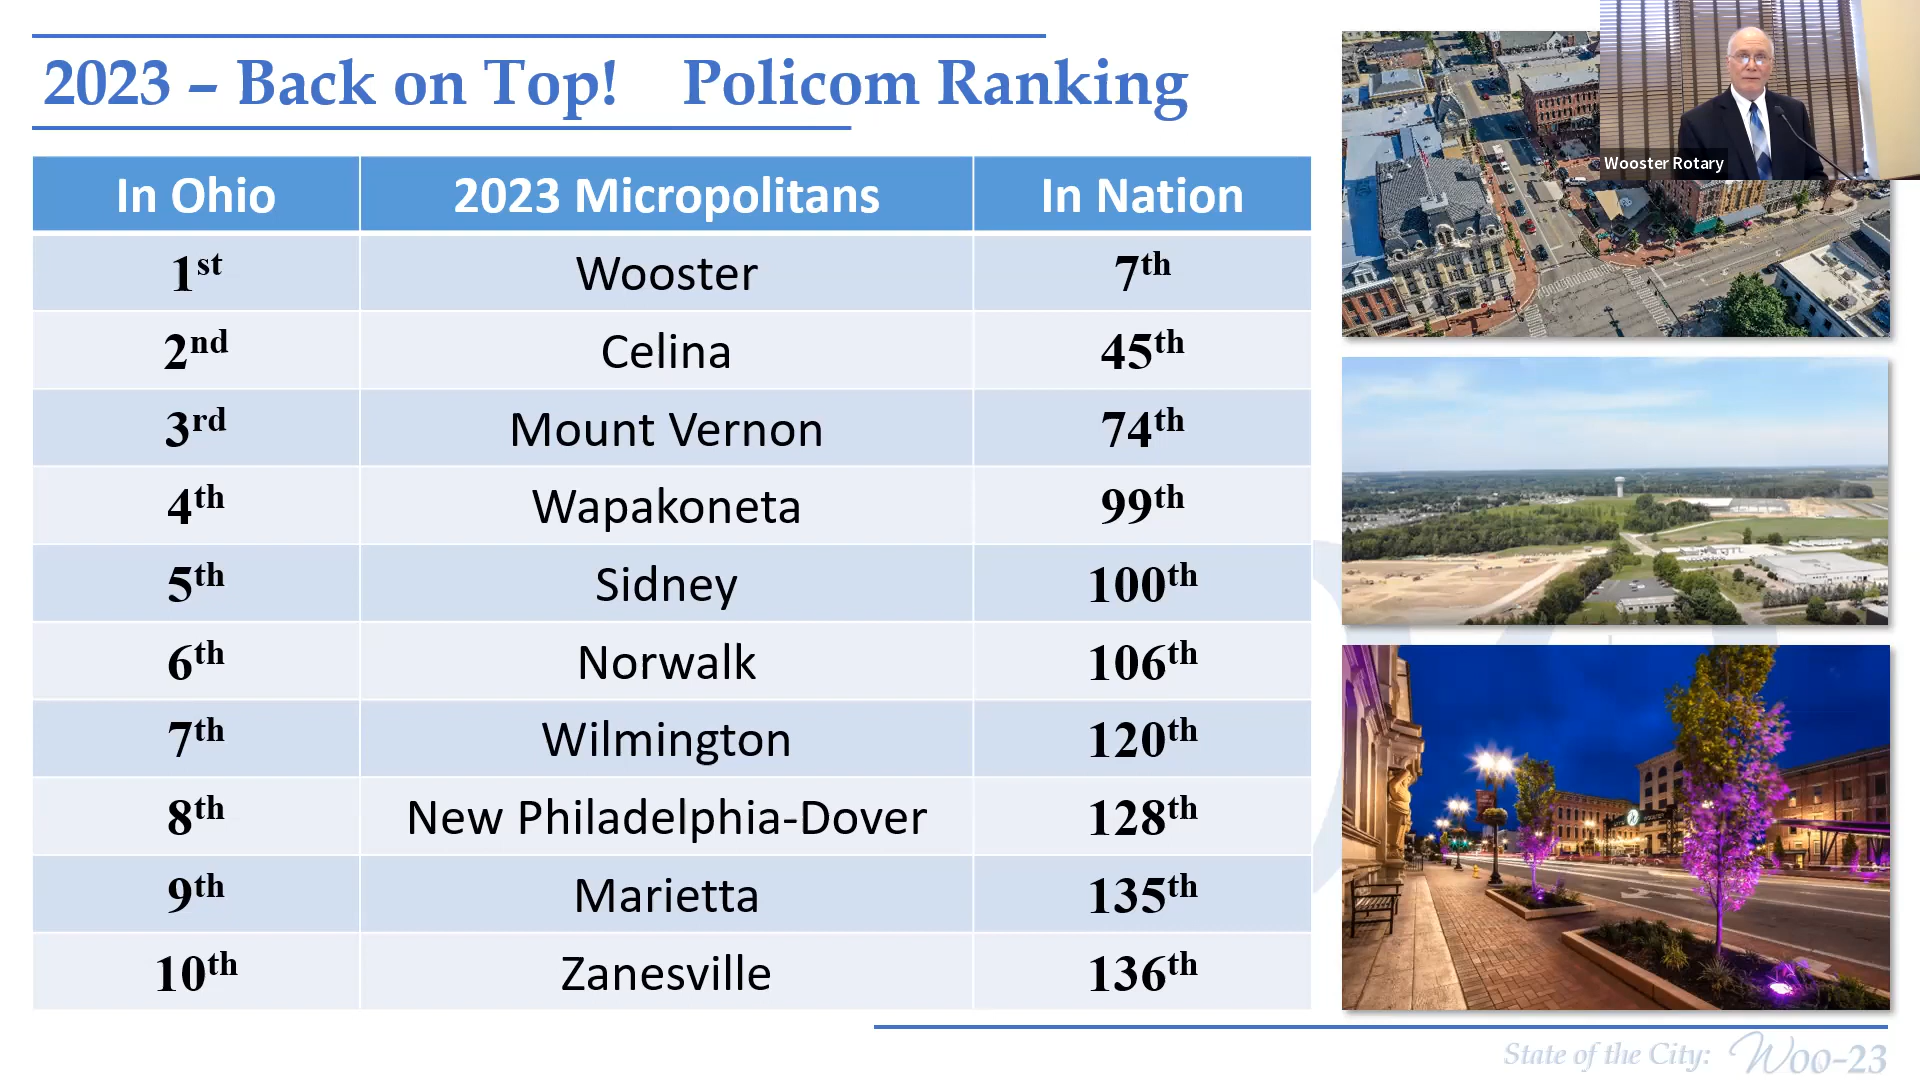 2023 – Back on Top! Policom Ranking
Wooster Rotary
In Ohio 2023 Micropolitans In Nation
1st Wooster 7th
2nd Celina 45th
3rd Mount Vernon 74th
4th Wapakoneta 99th
5th Sidney 100th
6th Norwalk 106th
7th Wilmington 120th
8th New Philadelphia-Dover 128th
9th Marietta 135th
10th Zanesville 136th
State of the City: Woo-23